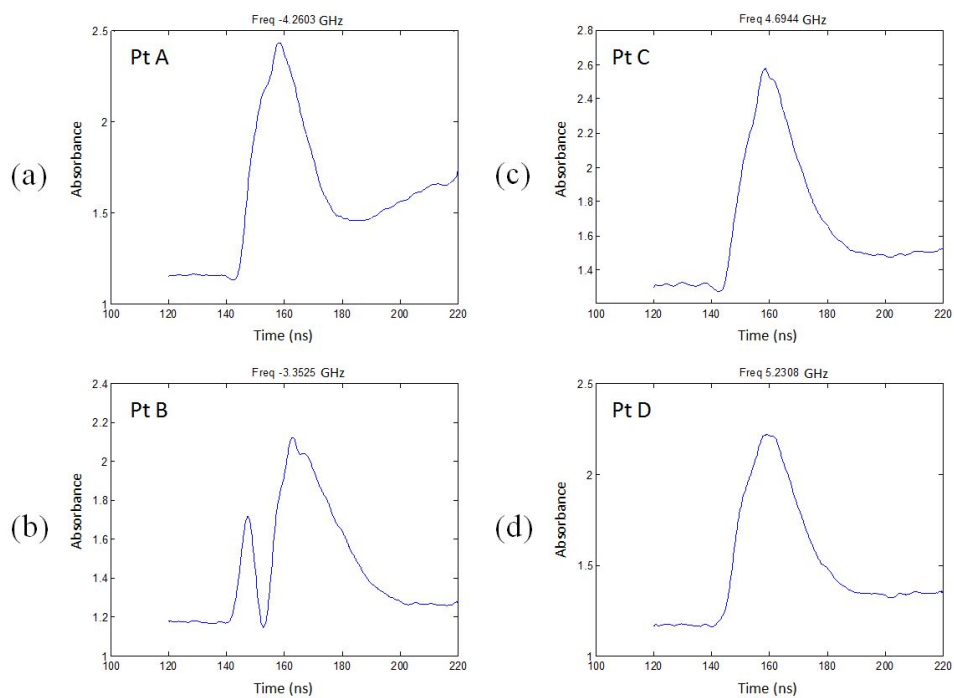 Freq -4.2603 GHz
2.5
Pt A
2
(a)
Absorbance
1.5
1
100 120 140 160 180 200 220
Time (ns)
Freq 4.6944 GHz
2.8
Pt C
2.6
2.4
2.2
(c)
Absorbance
2
1.8
1.6
1.4
100 120 140 160 180 200 220
Time (ns)
Freq -3.3525 GHz
2.4
Pt B
2.2
2
(b)
Absorbance
1.8
1.6
1.4
1.2
1
100 120 140 160 180 200 220
Time (ns)
Freq 5.2308 GHz
2.5
Pt D
2
(d)
Absorbance
1.5
1
100 120 140 160 180 200 220
Time (ns)